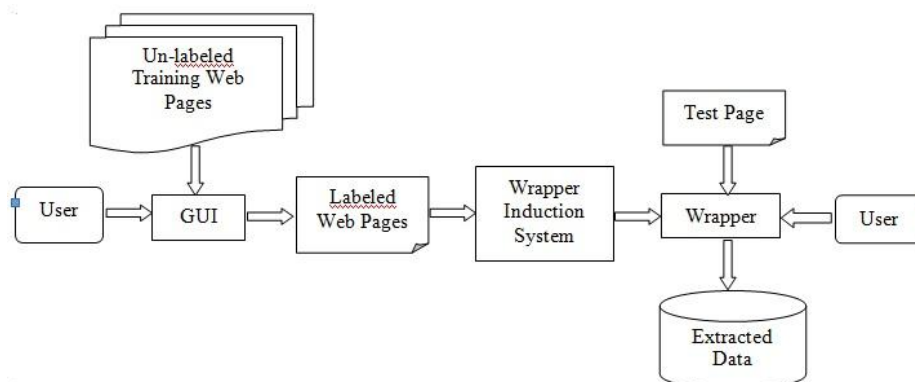 Un-labeled
Training Web
Pages
Test Page
User
GUI
Labeled
Web Pages
Wrapper
Induction
System
Wrapper
User
Extracted
Data